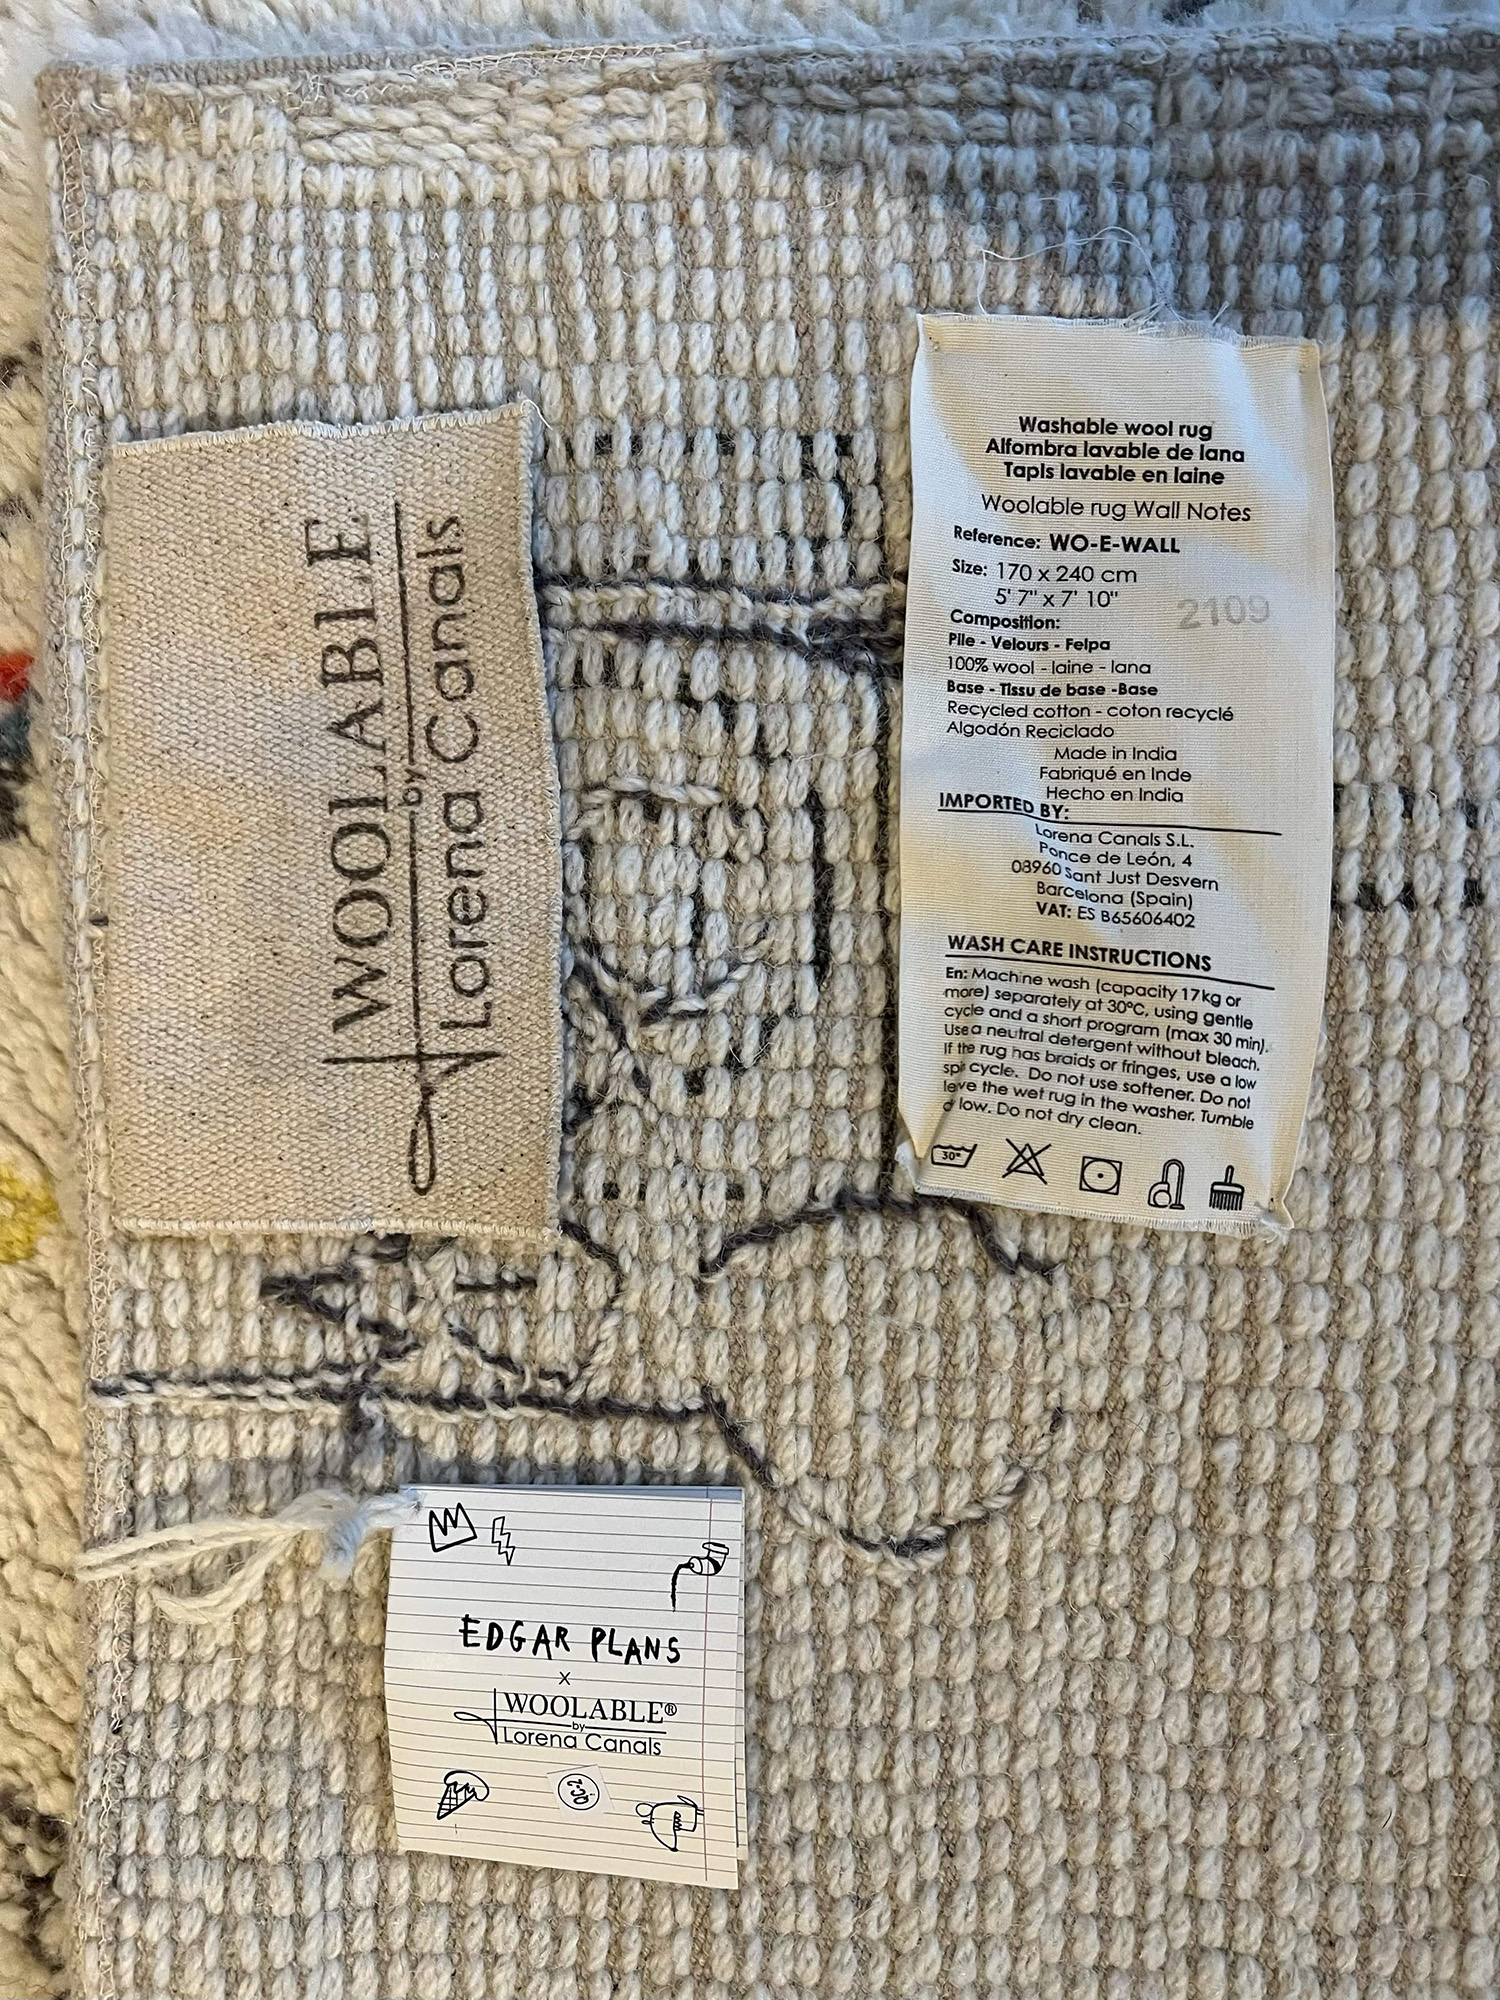 WOOLABLE
by
Lorena Canals
Washable wool rug
Alfombra lavable de lana
Tapis lavable en laine
Woolable rug Wall Notes
Reference: WO-E-WALL
Size: 170 x 240 cm
5' 7" x 7' 10"
2109
Composition:
Pile - Velours - Felpa
100% wool - laine - lana
Base - Tissu de base -Base
Recycled cotton - coton recyclé
Algodón Reciclado
Made in India
Fabriqué en Inde
Hecho en India
IMPORTED BY:
Lorena Canals S.L.
Ponce de León, 4
08960 Sant Just Desvern
Barcelona (Spain)
VAT: ES B65606402
WASH CARE INSTRUCTIONS
En: Machine wash (capacity 17kg or
more) separately at 30ºC, using gentle
cycle and a short program (max 30 min).
Use a neutral detergent without bleach.
If the rug has braids or fringes, use a low
spin cycle. Do not use softener. Do not
leave the wet rug in the washer. Tumble
d low. Do not dry clean.
30°
EDGAR PLANS
x
WOOLABLE®
by
Lorena Canals